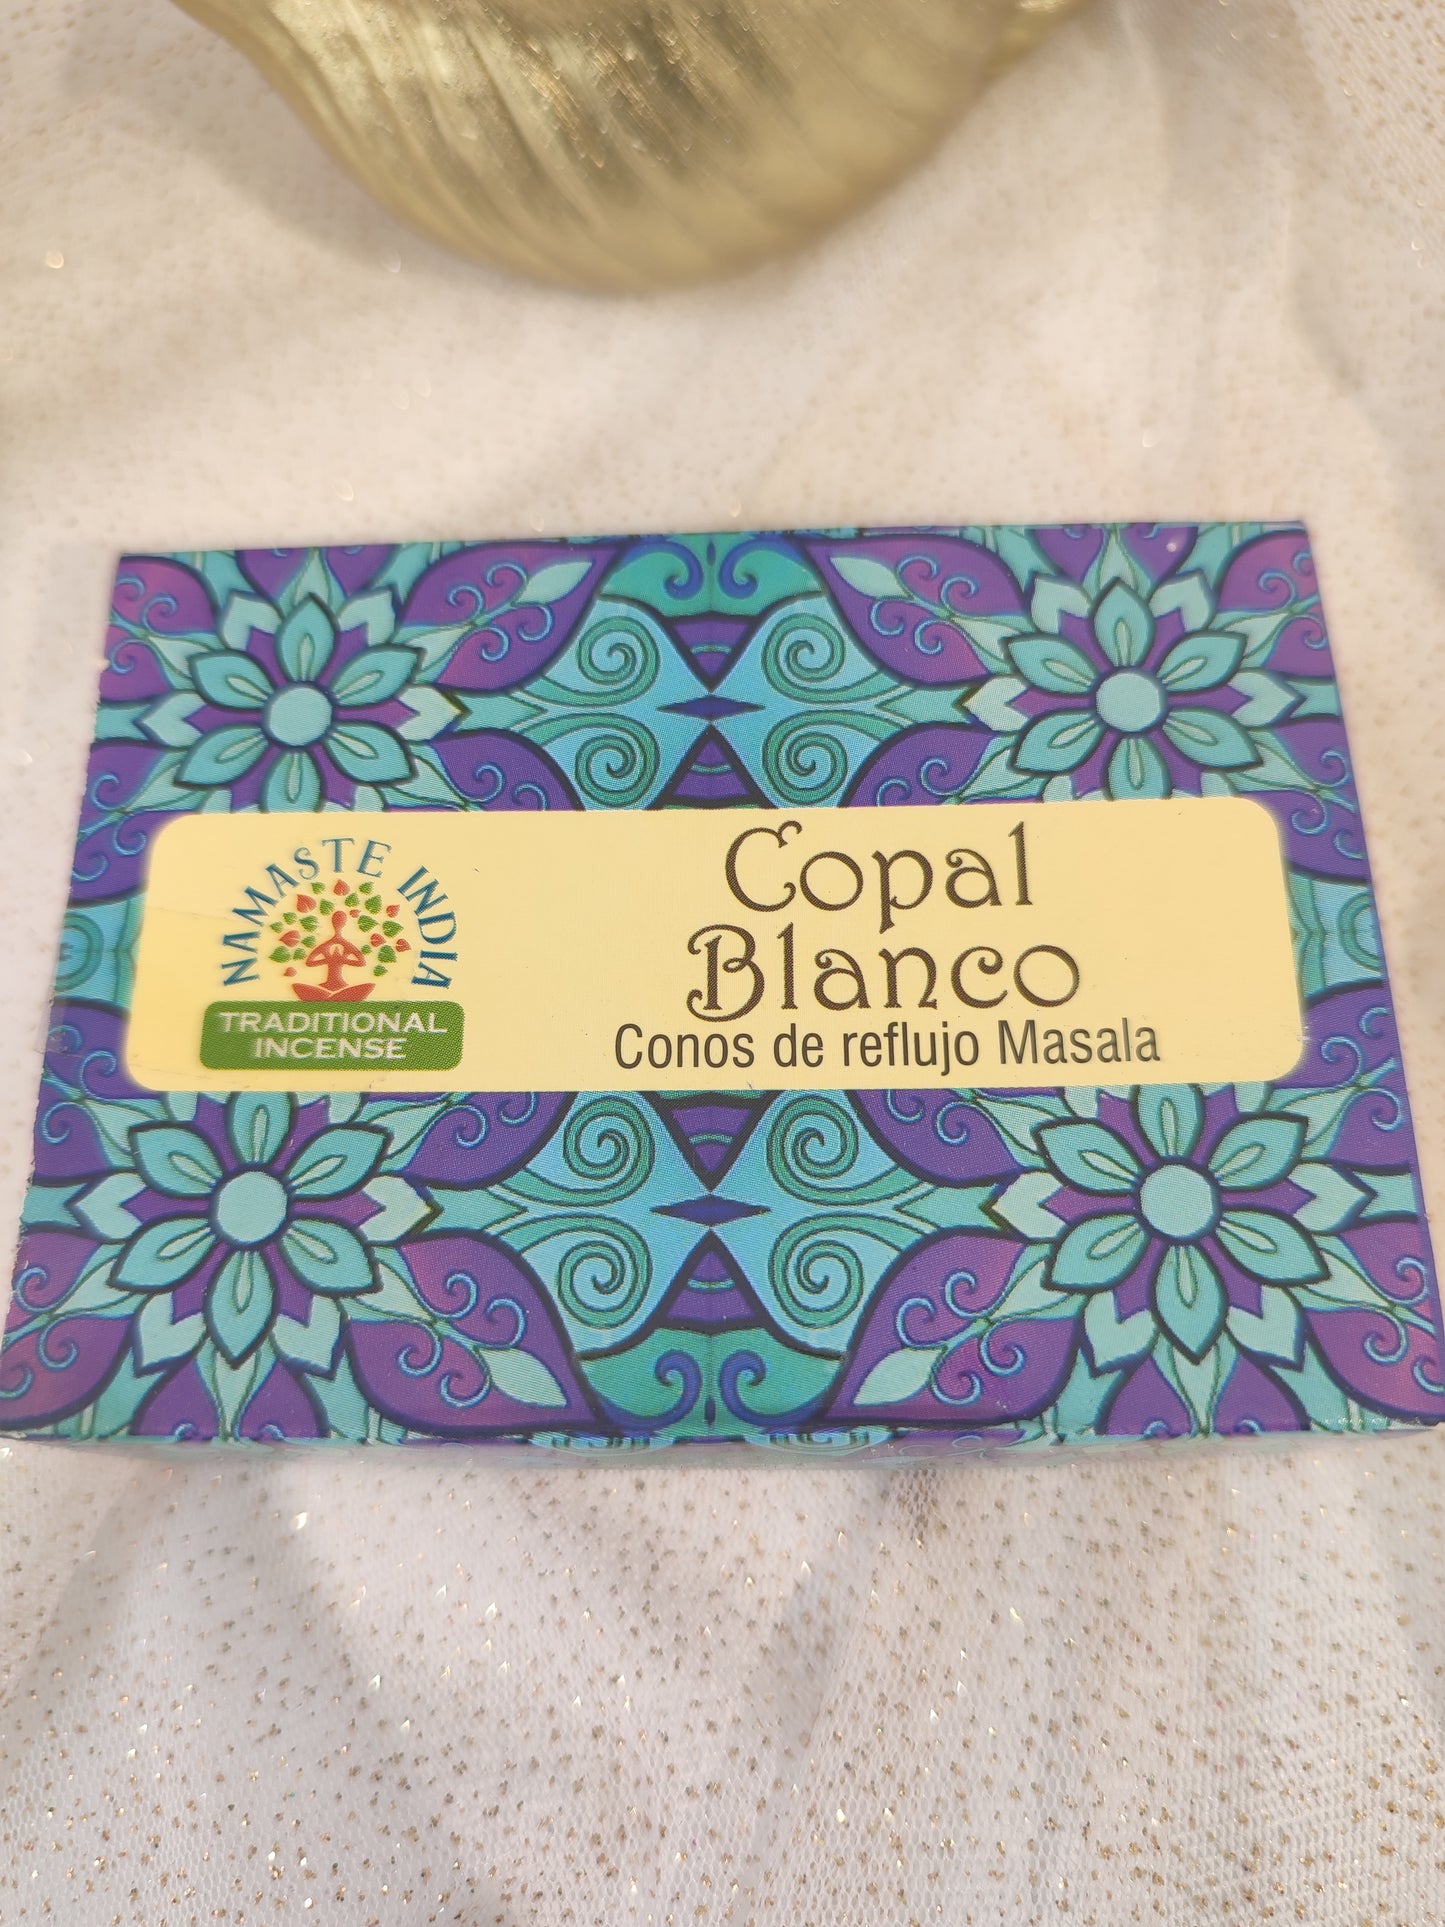 NAMASTE INDIA
TRADITIONAL
INCENSE
Copal
Blanco
Conos de reflujo Masala